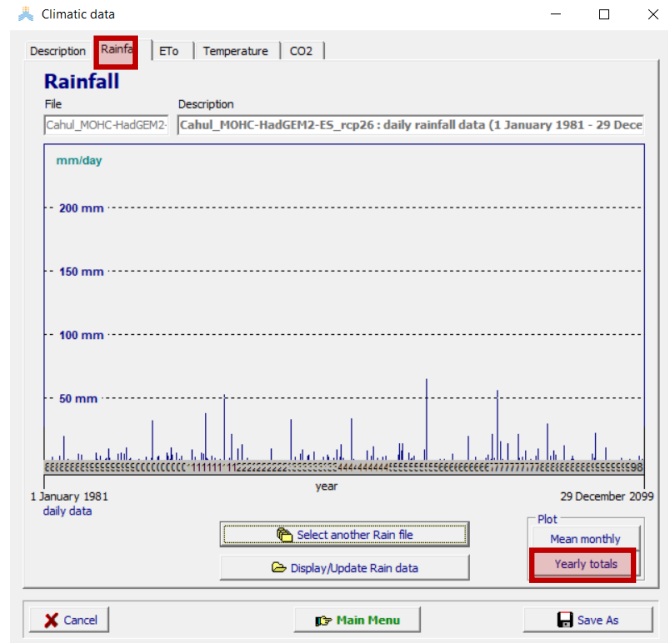 Climatic data
Description Rainfa ETo Temperature CO2
Rainfall
File Description
Cahul_MOHC-HadGEM2- Cahul_MOHC-HadGEM2-ES_rcp26 : daily rainfall data (1 January 1981 - 29 Dece
mm/day
200 mm
150 mm
100 mm
50 mm
year
1 January 1981 29 December 2099
daily data
Plot
Select another Rain file Mean monthly
Display/Update Rain data Yearly totals
Cancel Main Menu Save As